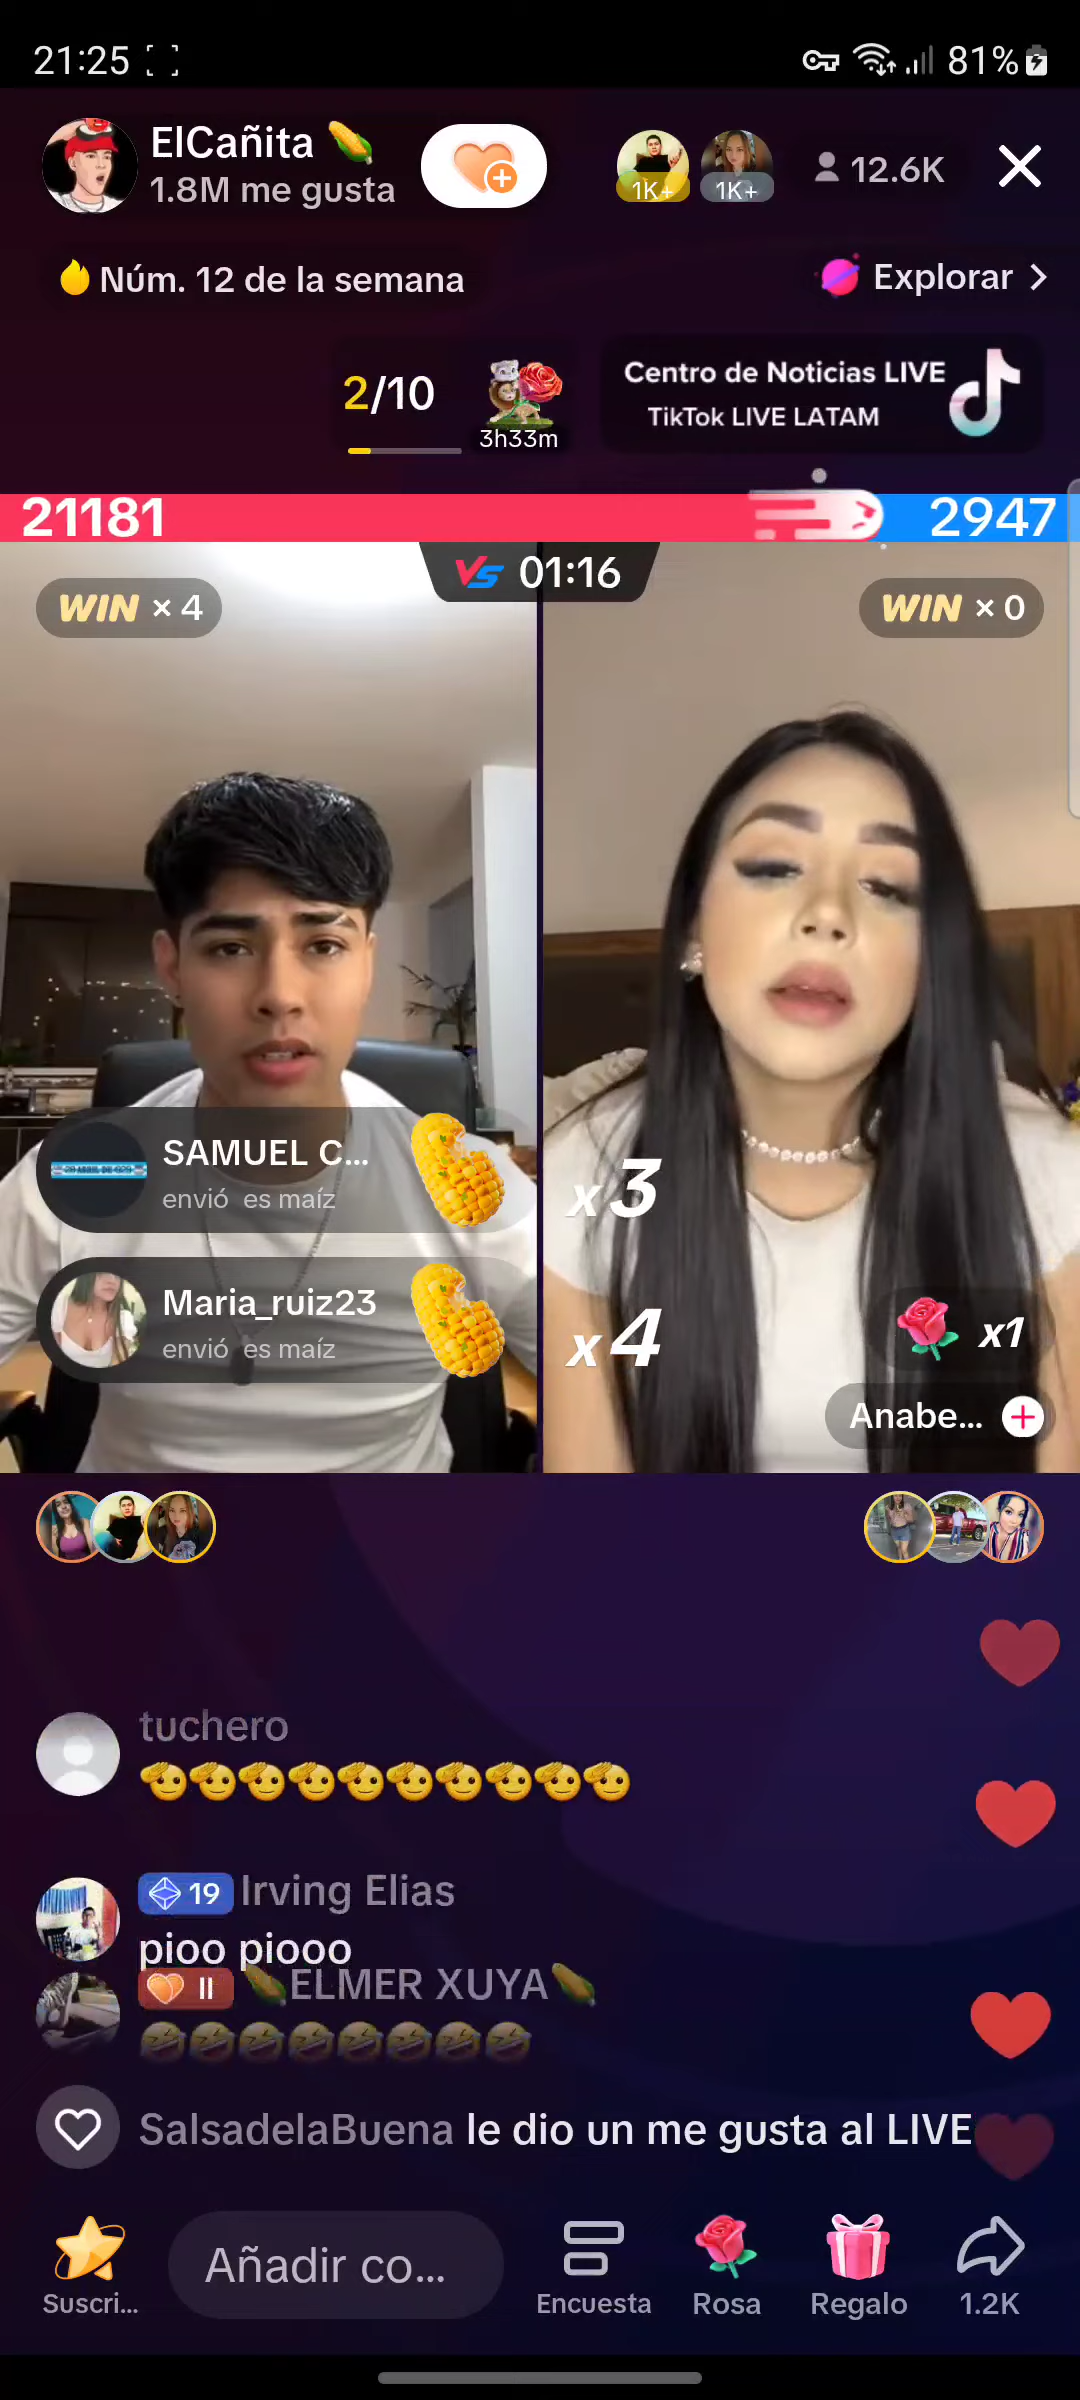 21:25
81%
ElCañita
1.8M me gusta
1K+
1K+
12.6K
Núm. 12 de la semana
Explorar
2/10
3h33m
Centro de Noticias LIVE
TikTok LIVE LATAM
21181
2947
VS 01:16
WIN × 4
WIN × 0
SAMUEL C...
envió es maíz
x3
Maria_ruiz23
envió es maíz
x4
x1
Anabe...
tuchero
19 Irving Elias
pioo piooo
II ELMER XUYA
SalsadelaBuena le dio un me gusta al LIVE
Suscri...
Añadir co...
Encuesta
Rosa
Regalo
1.2K